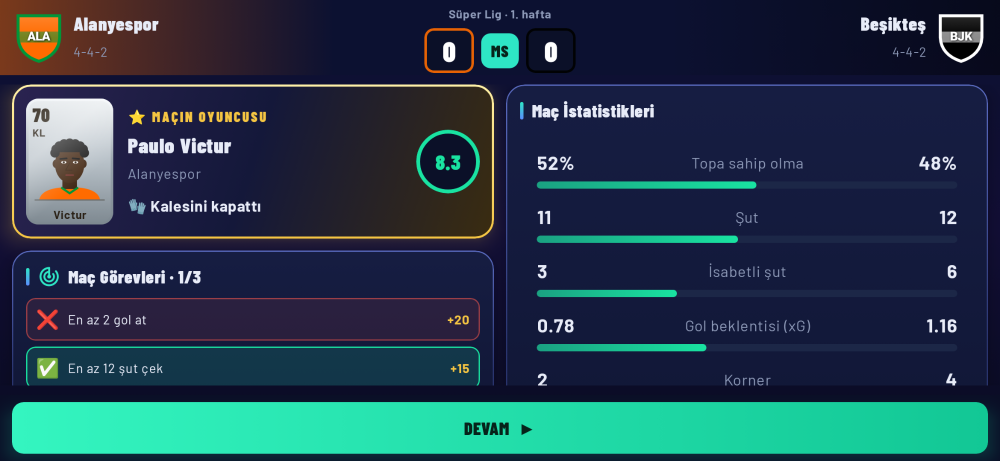 Süper Lig · 1. hafta
ALA
Alanyespor
4-4-2
0
MS
0
Beşikteş
4-4-2
BJK
70
KL
Victur
⭐ MAÇIN OYUNCUSU
Paulo Victur
Alanyespor
🧤 Kalesini kapattı
8.3
Maç Görevleri · 1/3
❌ En az 2 gol at +20
✅ En az 12 şut çek +15
Maç İstatistikleri
52% Topa sahip olma 48%
11 Şut 12
3 İsabetli şut 6
0.78 Gol beklentisi (xG) 1.16
2 Korner 4
DEVAM ►